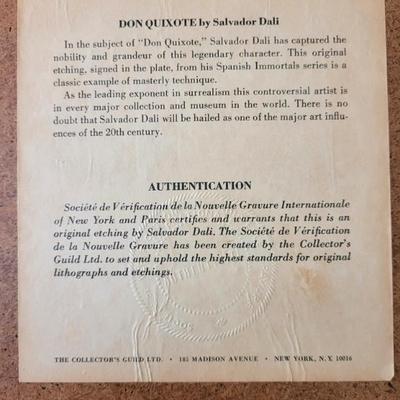 DON QUIXOTE by Salvador Dali
In the subject of "Don Quixote," Salvador Dali has captured the
nobility and grandeur of this legendary character. This original
etching, signed in the plate, from his Spanish Immortals series is a
classic example of masterly technique.
As the leading exponent in surrealism this controversial artist is
in every major collection and museum in the world. There is no
doubt that Salvador Dali will be hailed as one of the major art influ-
ences of the 20th century.
AUTHENTICATION
Société de Vérification de la Nouvelle Gravure Internationale
of New York and Paris certifies and warrants that this is an
original etching by Salvador Dali. The Société de Vérification
de la Nouvelle Gravure has been created by the Collector's
Guild Ltd. to set and uphold the highest standards for original
lithographs and etchings.
THE COLLECTOR'S GUILD LTD. • 185 MADISON AVENUE • NEW YORK, N.Y. 10016